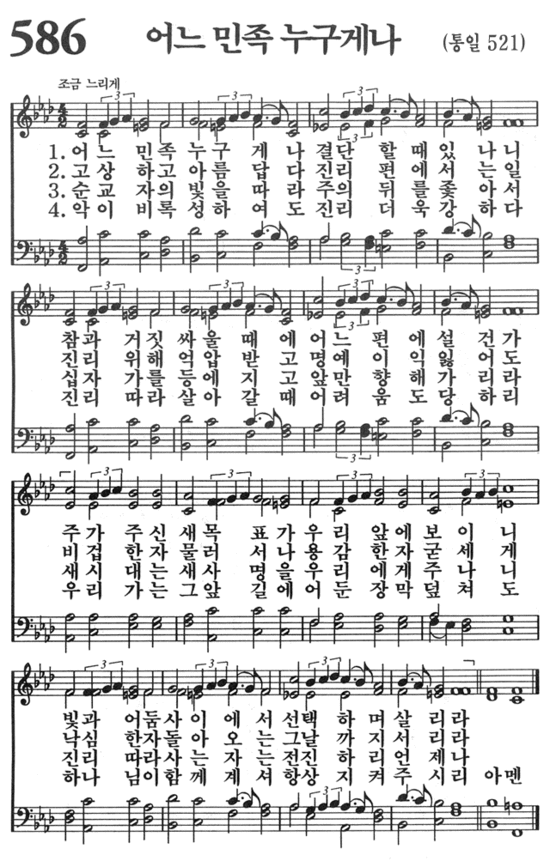 586 어느 민족 누구게나 (통일 521)
조금 느리게
1. 어느 민족 누구게나 결단할 때 있나니
2. 고상하고 아름답다 진리 편에 서는 일
3. 순교자의 빛을 따라 주의 뒤를 좇아서
4. 악이 비록 성하여도 진리 더욱 강하다
참과 거짓 싸울 때에 어느 편에 설 건가
진리 위해 억압받고 명예 이익 잃어도
십자가를 등에 지고 앞만 향해 가리라
진리 따라 살아갈 때 어려움도 당하리
주가 주신 새 목표가 우리 앞에 보이니
비겁한 자 물러서나 용감한 자 굳세게
새 시대는 새 사명을 우리에게 주나니
우리 가는 그 앞길에 어둔 장막 덮쳐도
빛과 어둠 사이에서 선택하며 살리라
낙심한 자 돌아오는 그날까지 서리라
진리 따라 사는 자는 전진하리 언제나
하나님이 함께 계셔 항상 지켜 주시리 아멘